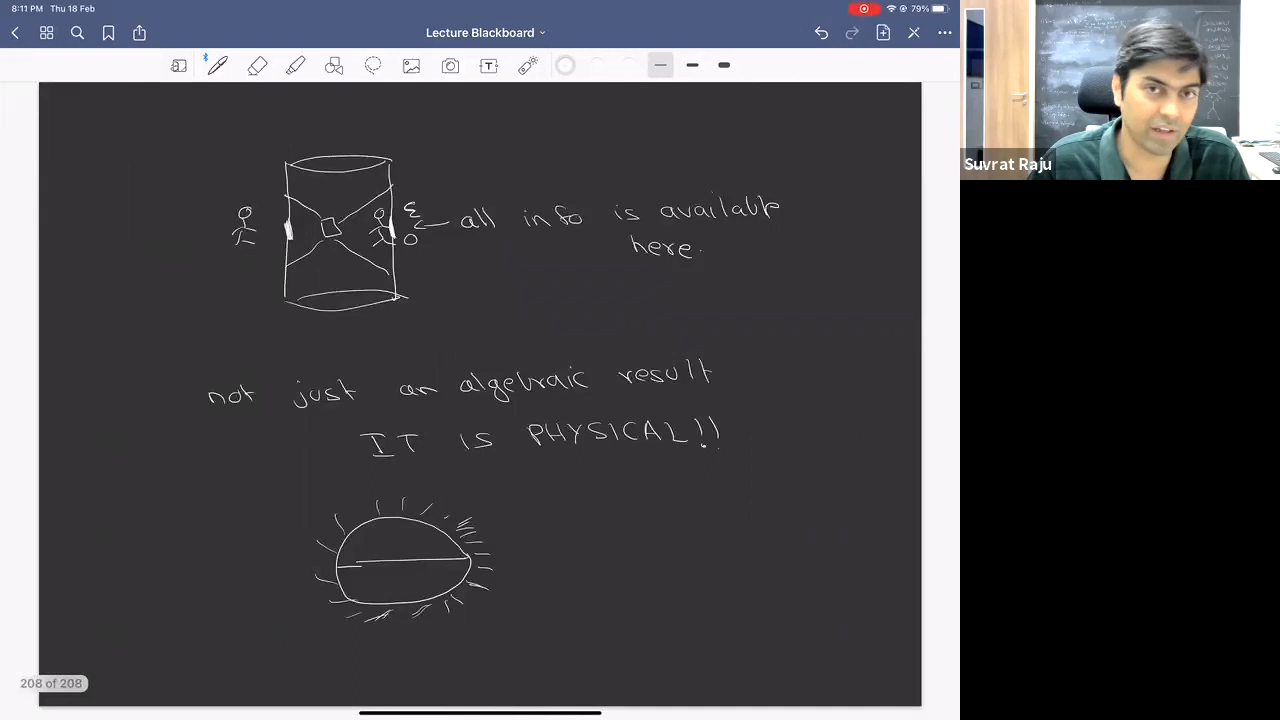 8:11 PM Thu 18 Feb
79%
Lecture Blackboard
T
Suvrat Raju
all info is available
here.
ε
0
not just an algebraic result
IT IS PHYSICAL!!
208 of 208